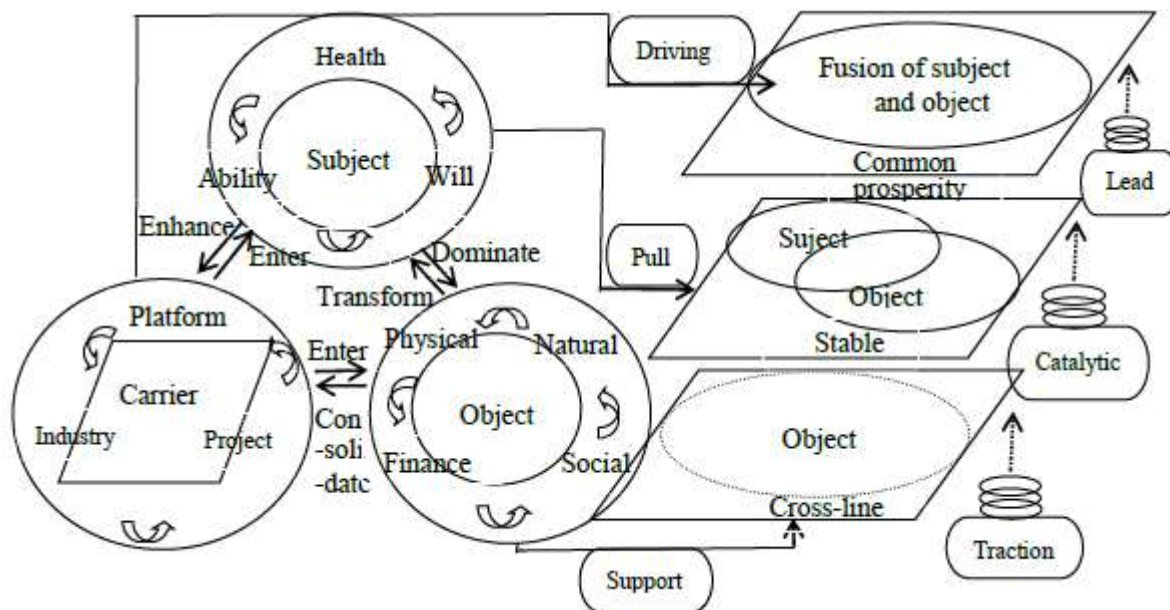 Health
Subject
Ability
Will
Driving
Fusion of subject
and object
Common
prosperity
Lead
Enhance
Enter
Dominate
Transform
Pull
Suject
Object
Stable
Catalytic
Platform
Carrier
Industry
Project
Enter
Con
-soli
-date
Physical
Natural
Object
Finance
Social
Object
Cross-line
Traction
Support